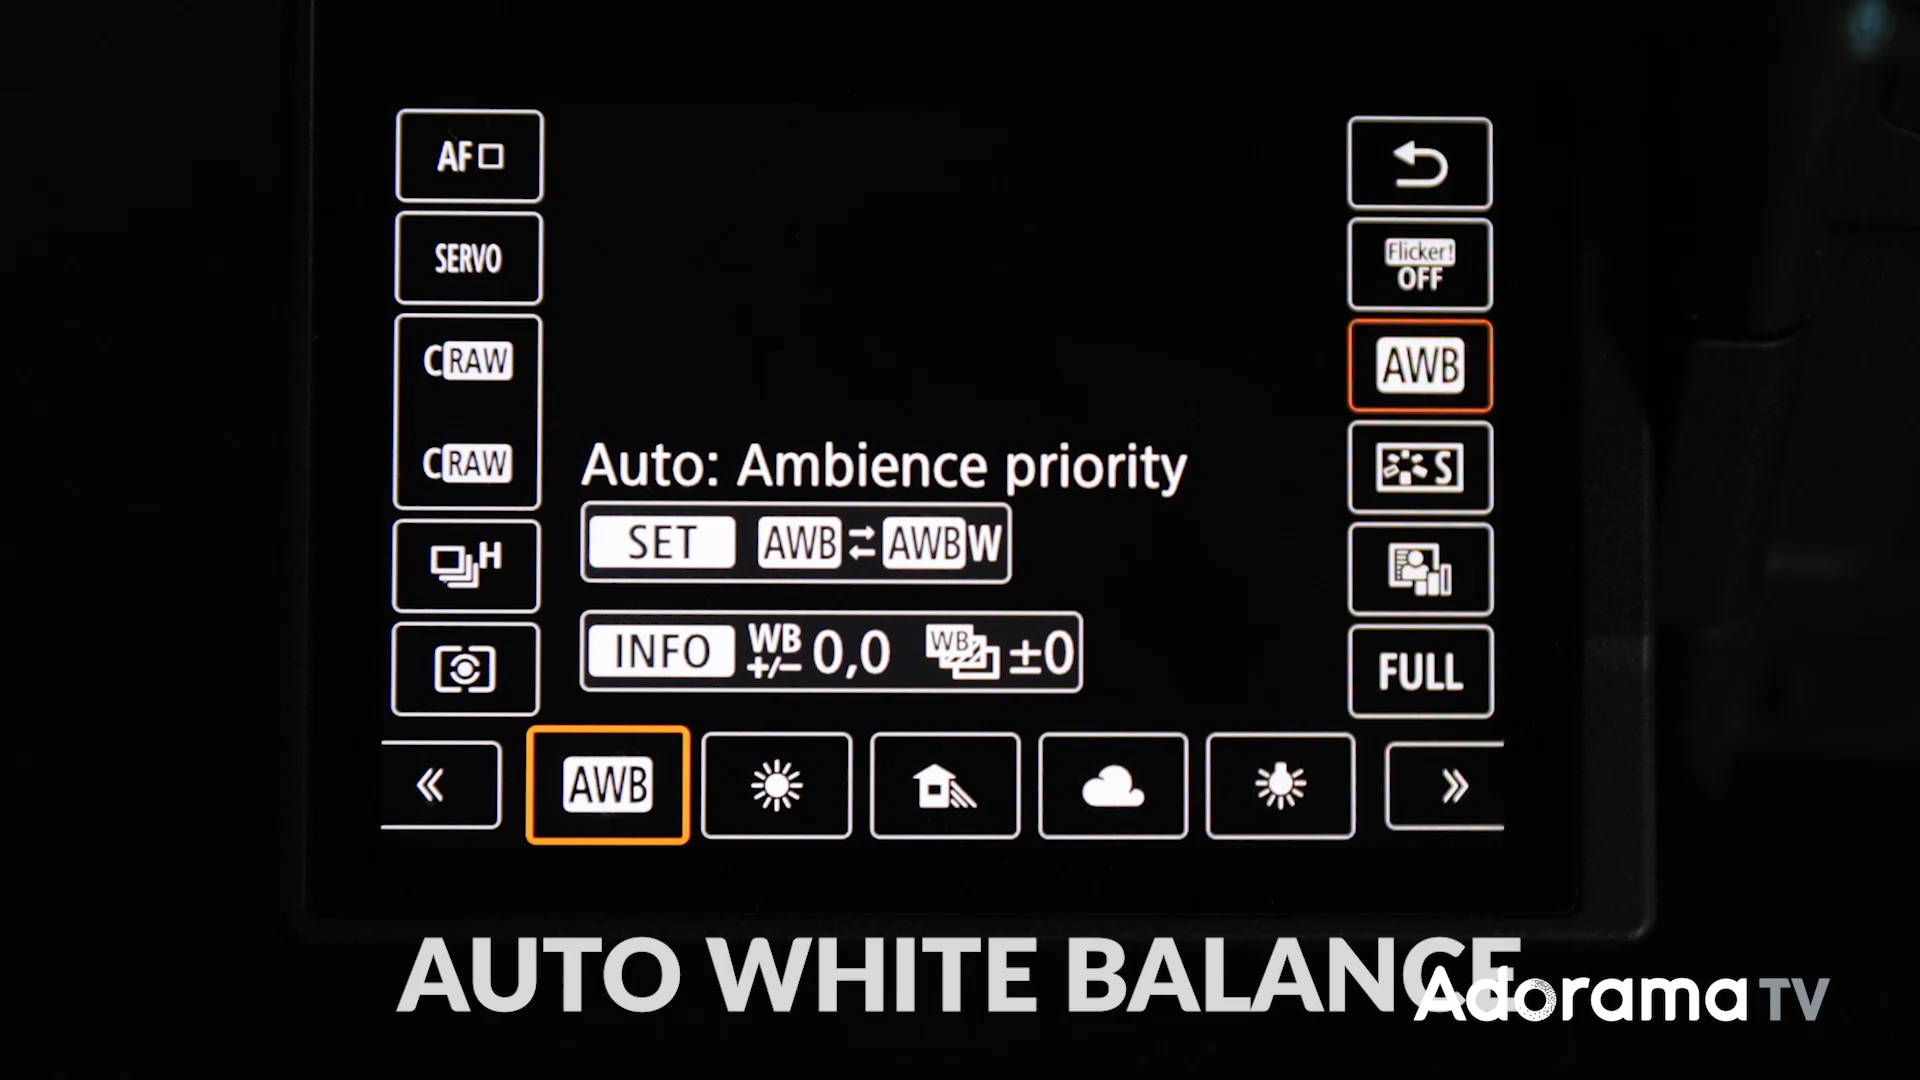 AF
SERVO
CRAW
CRAW
H
Flicker!
OFF
AWB
S
FULL
Auto: Ambience priority
SET AWB AWBW
INFO WB +/- 0,0 WB ±0
« AWB »
AUTO WHITE BALANCE
Adorama TV